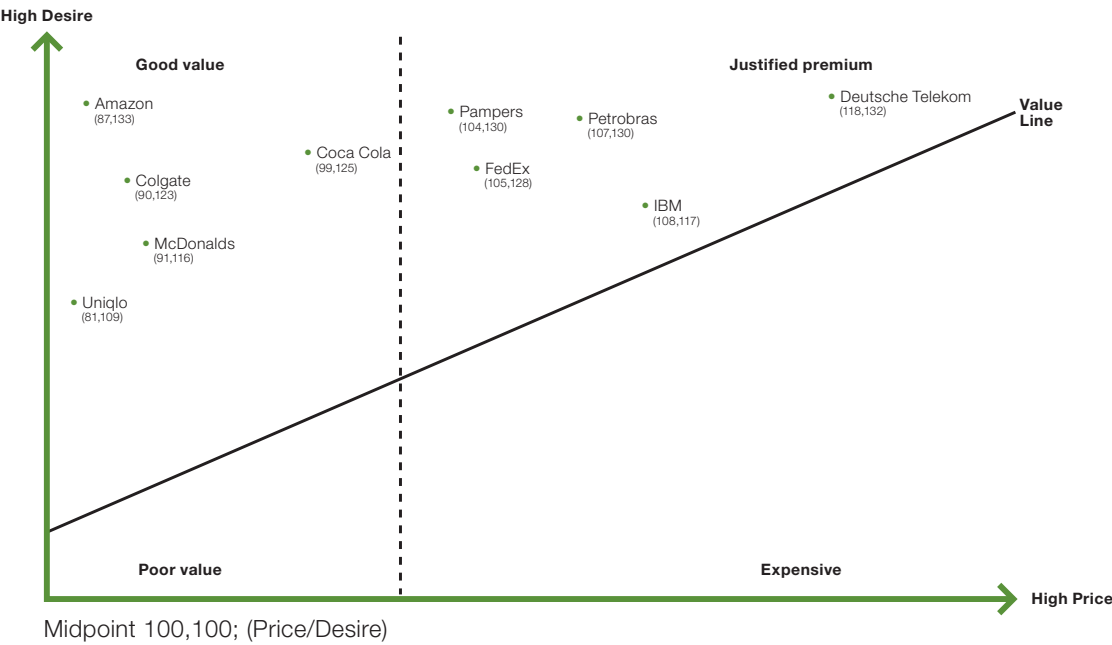 High Desire
Good value
Justified premium
Amazon
(87,133)
Pampers
(104,130)
Petrobras
(107,130)
Deutsche Telekom
(118,132)
Value
Line
Coca Cola
(99,125)
FedEx
(105,128)
Colgate
(90,123)
IBM
(108,117)
McDonalds
(91,116)
Uniqlo
(81,109)
Poor value
Expensive
High Price
Midpoint 100,100; (Price/Desire)